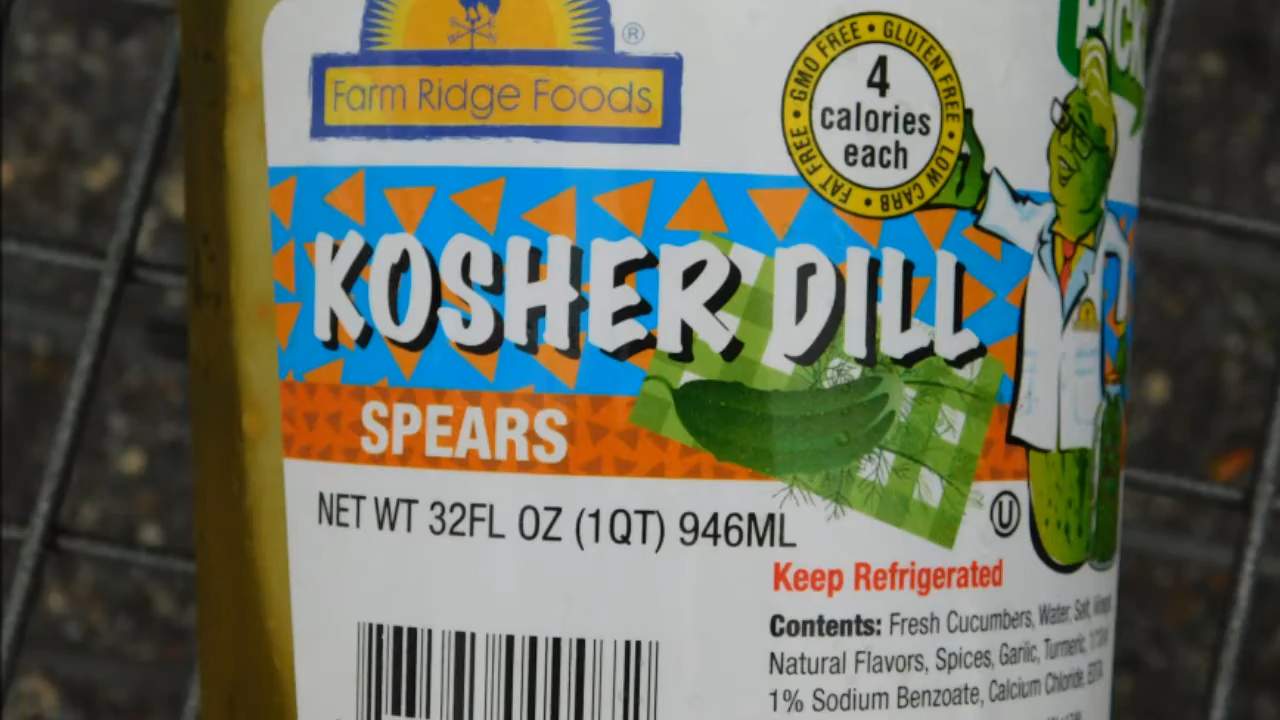 PICK
®
Farm Ridge Foods
GMO FREE • GLUTEN FREE • LOW CARB • FAT FREE •
4
calories
each
KOSHER DILL
SPEARS
NET WT 32FL OZ (1QT) 946ML
U
Keep Refrigerated
Contents: Fresh Cucumbers, Water, Salt,
Natural Flavors, Spices, Garlic, Turmeric,
1% Sodium Benzoate, Calcium Chloride, EDTA